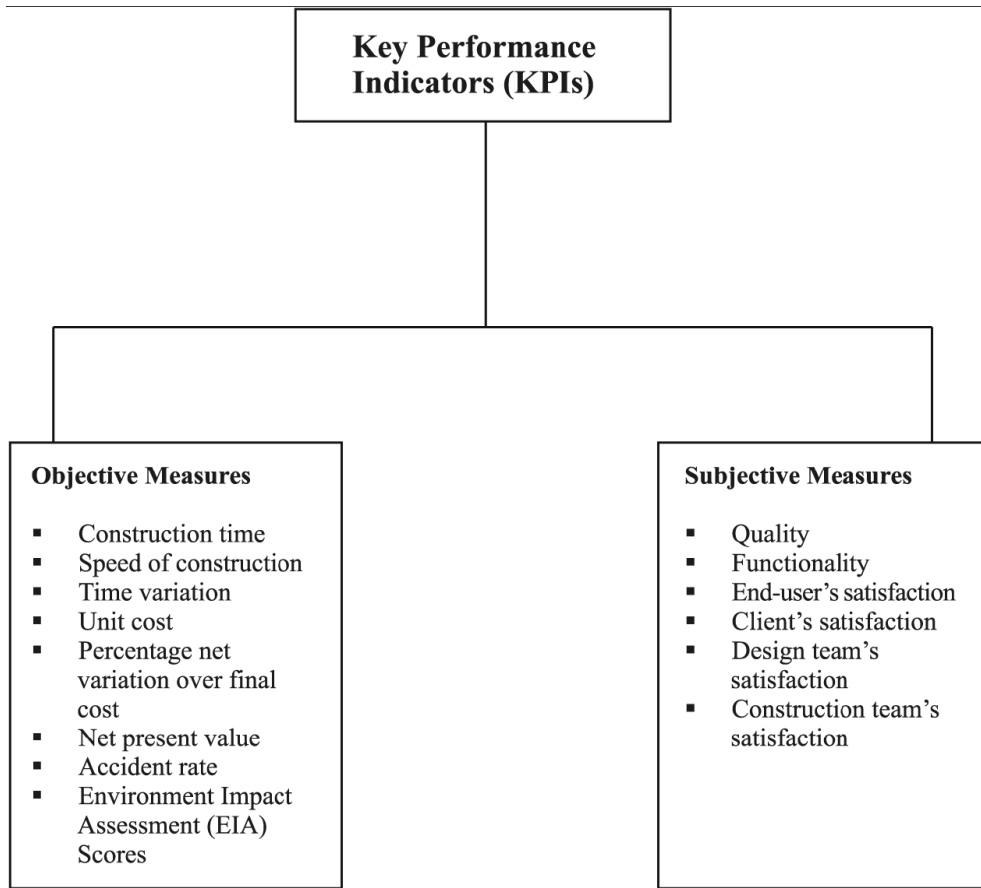 Key Performance
Indicators (KPIs)
Objective Measures
▪ Construction time
▪ Speed of construction
▪ Time variation
▪ Unit cost
▪ Percentage net
variation over final
cost
▪ Net present value
▪ Accident rate
▪ Environment Impact
Assessment (EIA)
Scores
Subjective Measures
▪ Quality
▪ Functionality
▪ End-user’s satisfaction
▪ Client’s satisfaction
▪ Design team’s
satisfaction
▪ Construction team’s
satisfaction